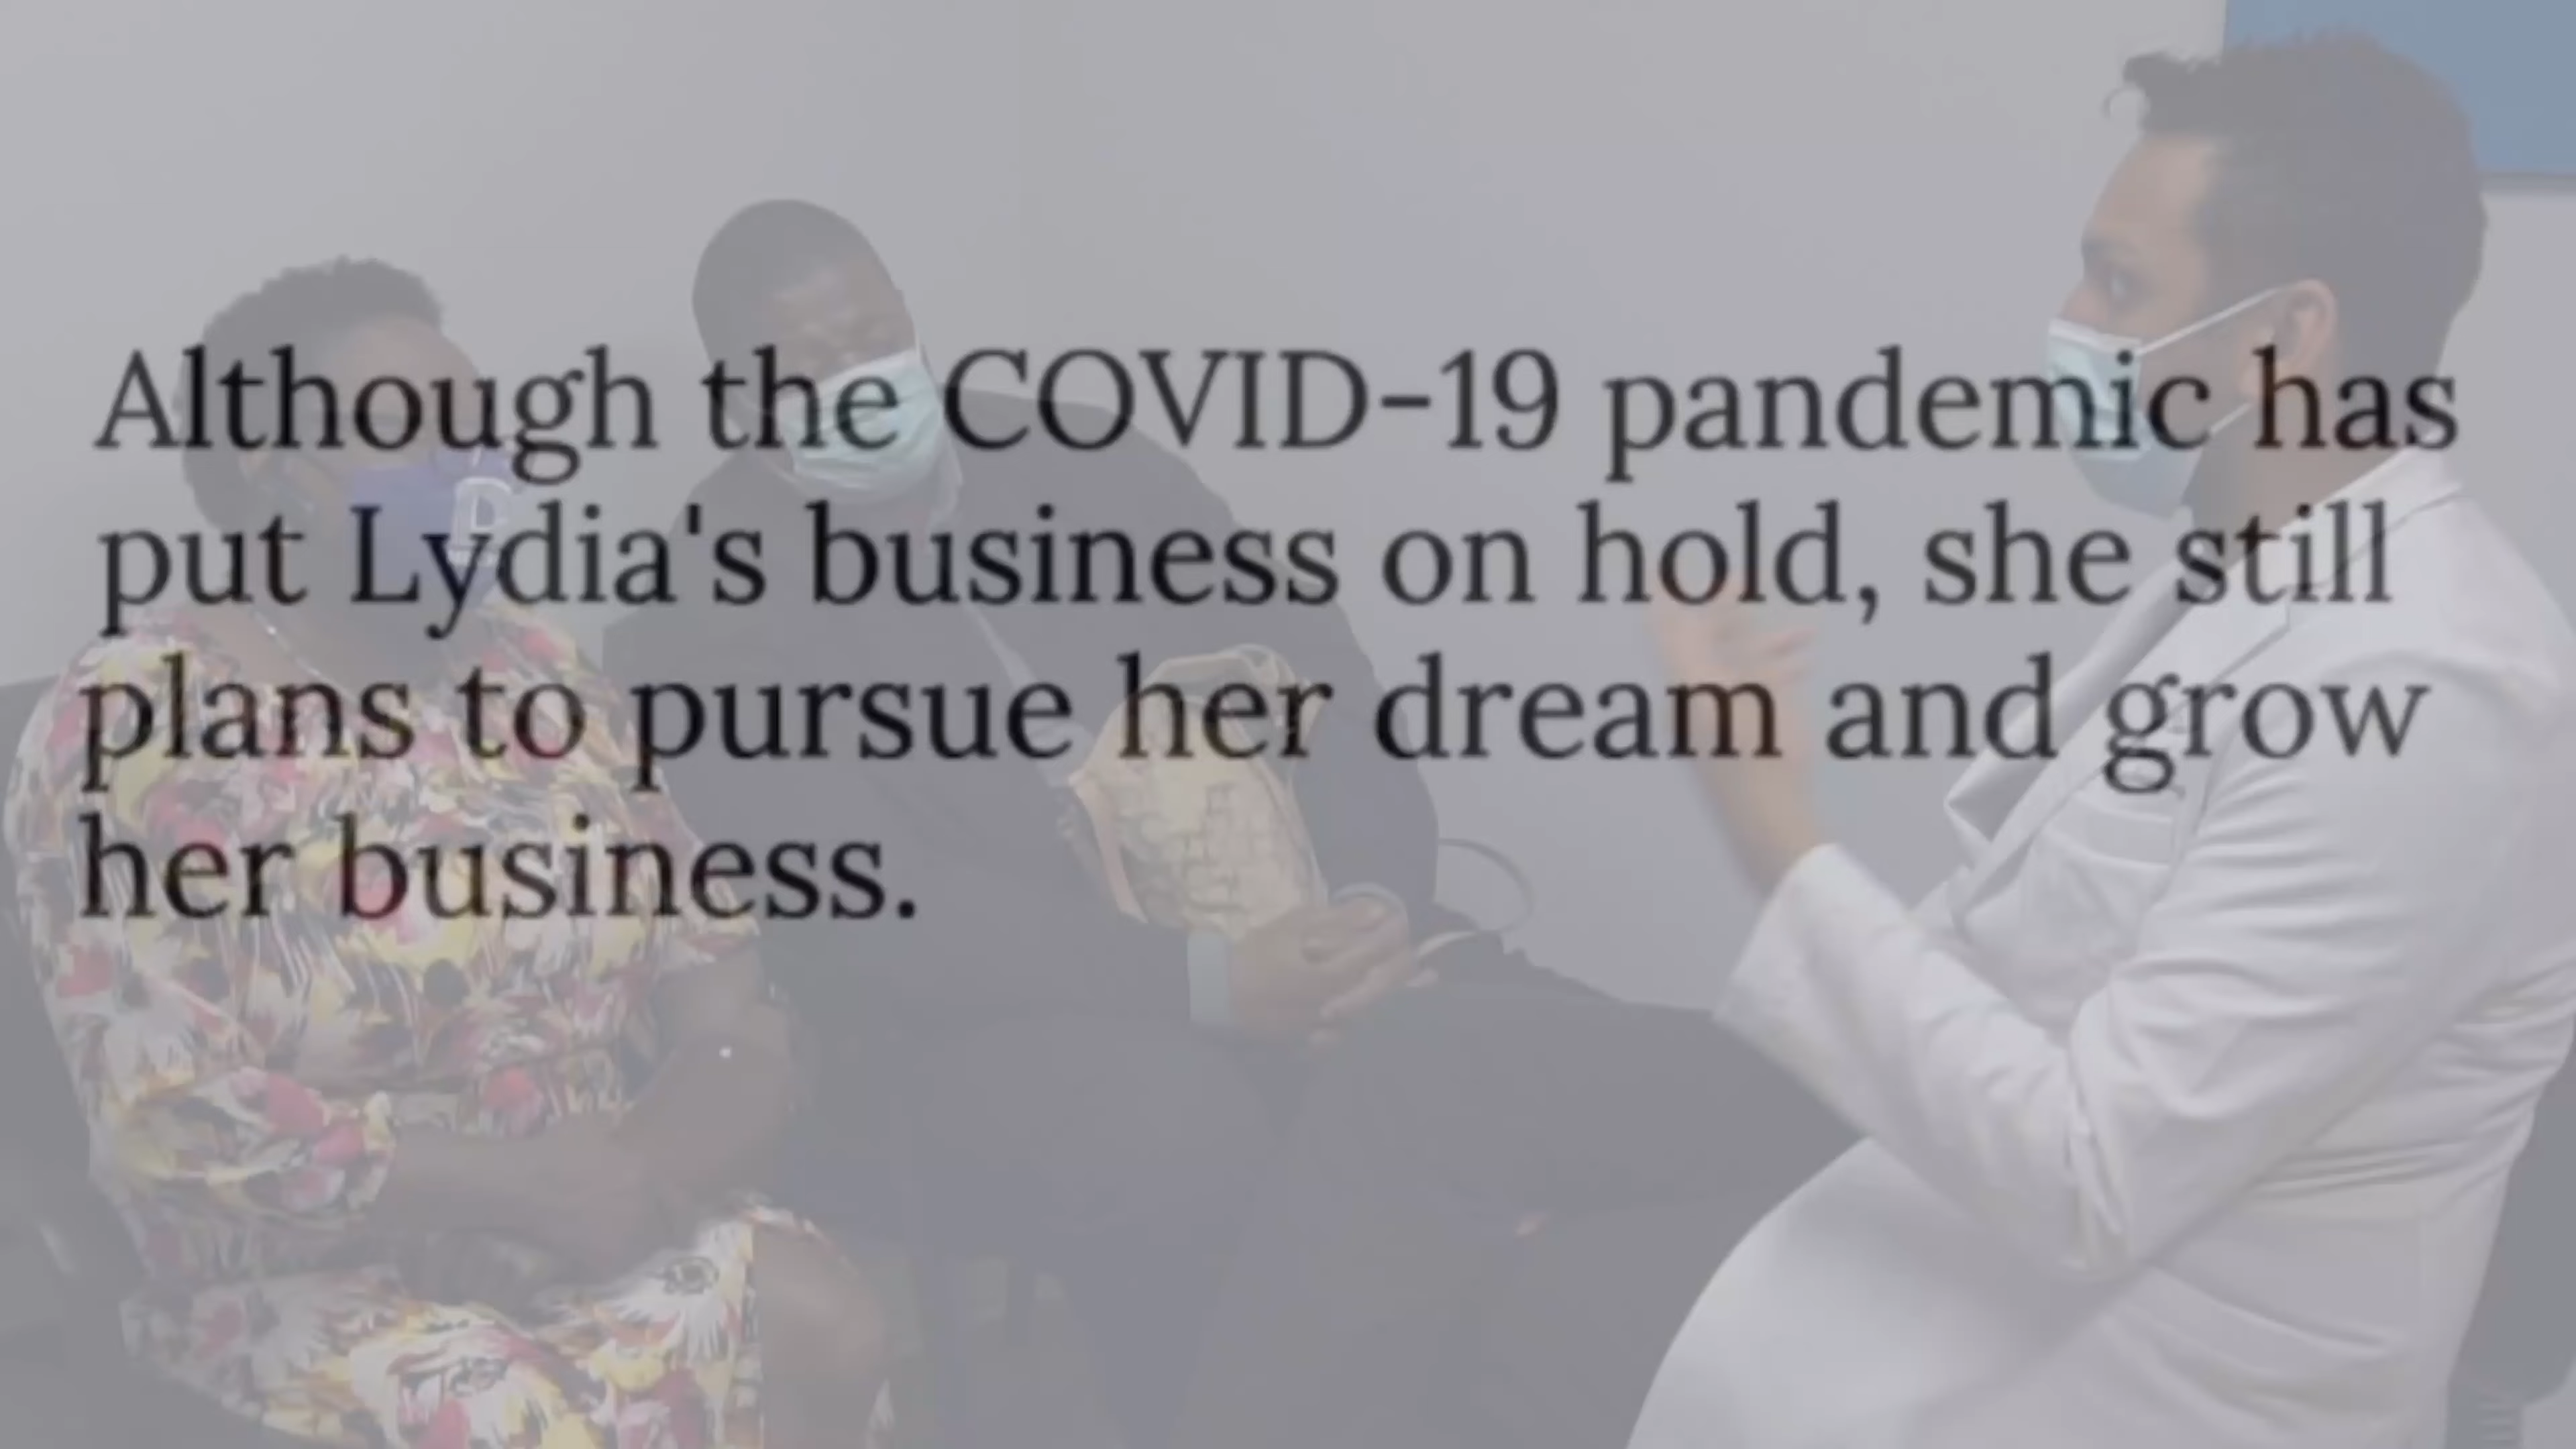 Although the COVID-19 pandemic has
put Lydia's business on hold, she still
plans to pursue her dream and grow
her business.